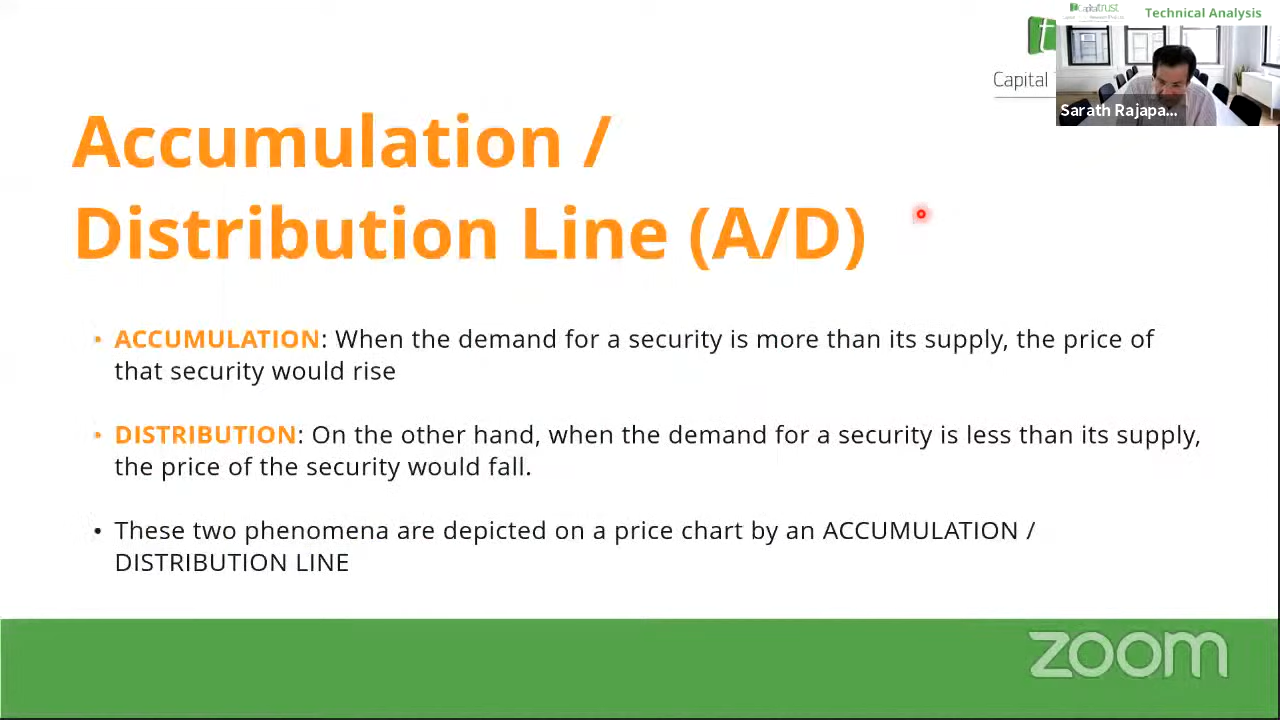 Capital Trust
Technical Analysis
t
Capital
Sarath Rajapa...
Accumulation /
Distribution Line (A/D)
• ACCUMULATION: When the demand for a security is more than its supply, the price of
that security would rise
• DISTRIBUTION: On the other hand, when the demand for a security is less than its supply,
the price of the security would fall.
• These two phenomena are depicted on a price chart by an ACCUMULATION /
DISTRIBUTION LINE
zoom